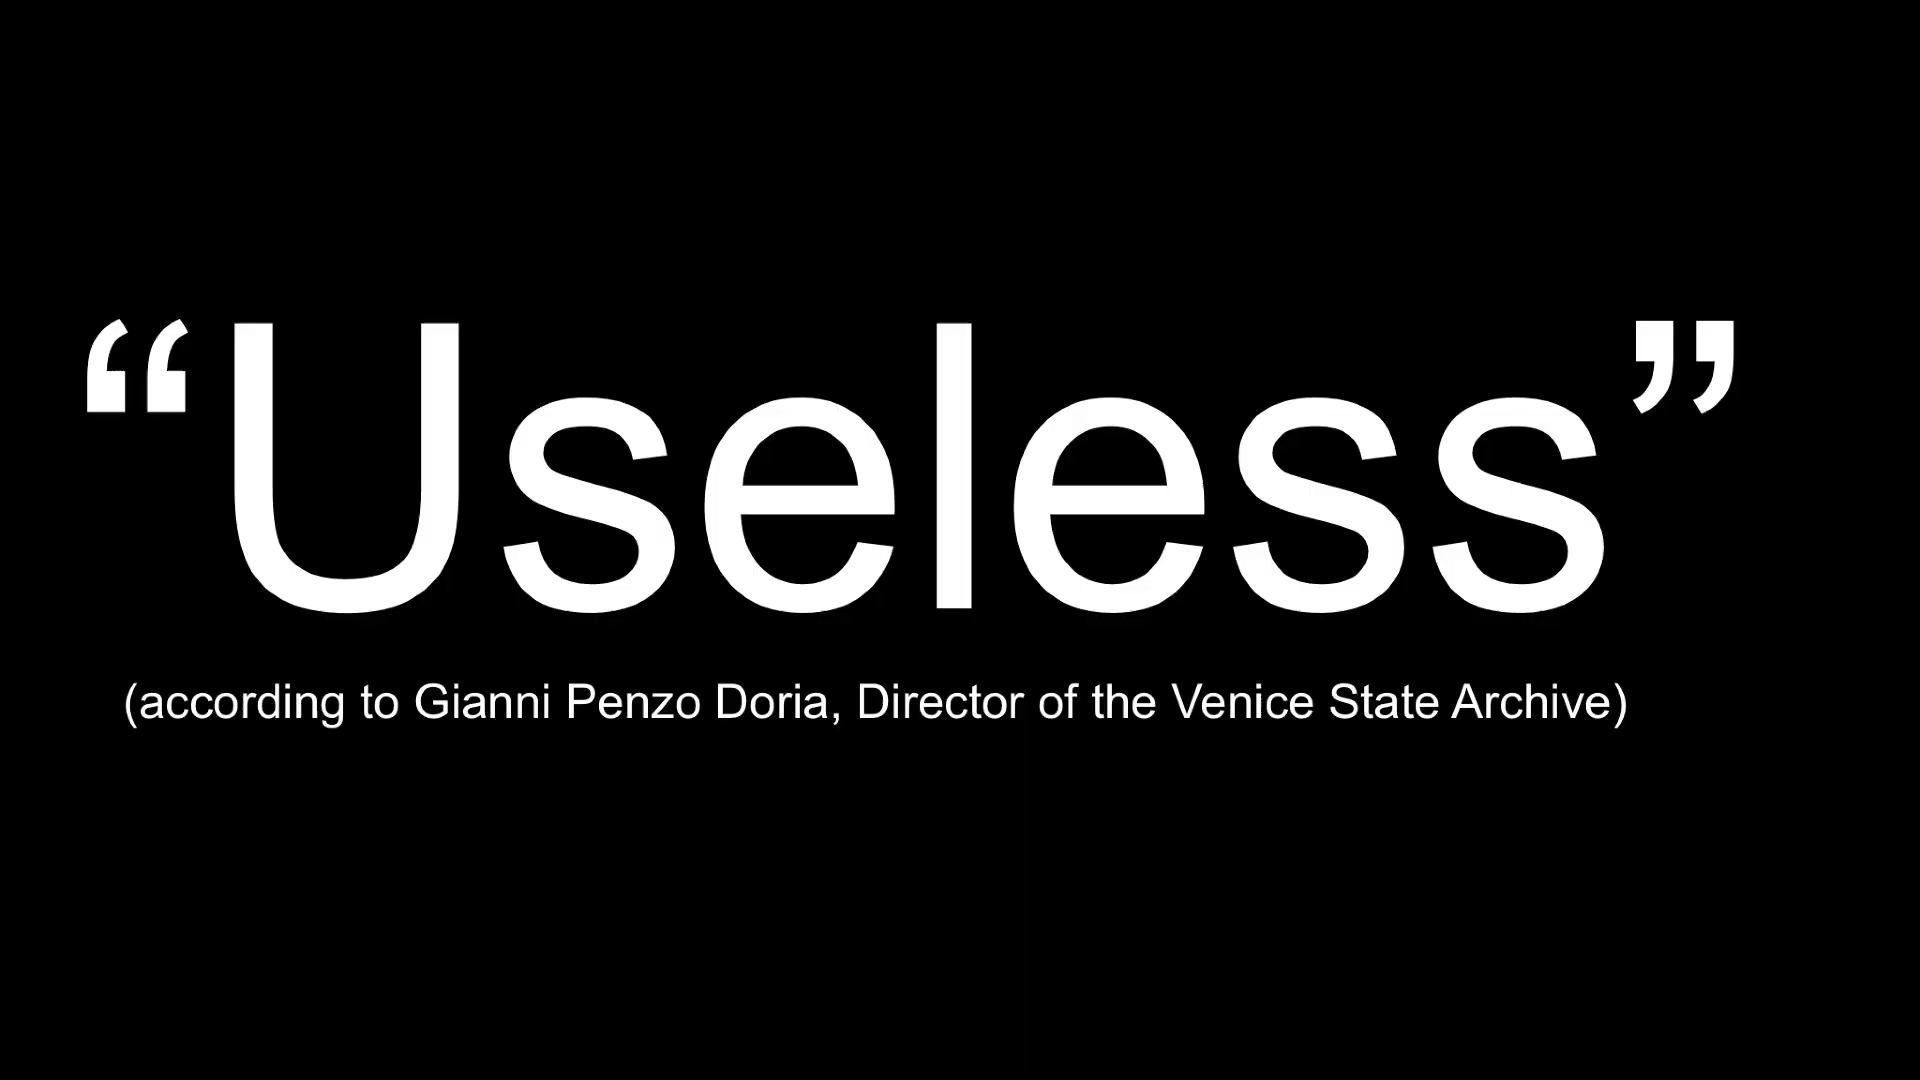 “Useless”
(according to Gianni Penzo Doria, Director of the Venice State Archive)